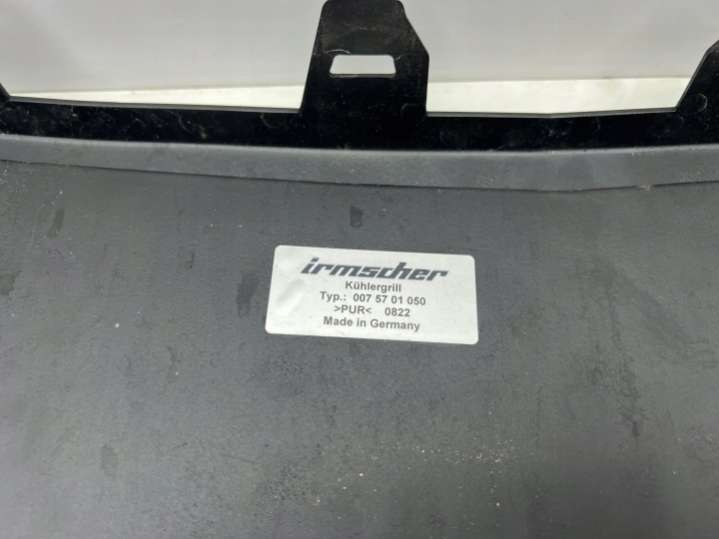 irmscher
Kühlergrill
Typ.: 007 57 01 050
>PUR< 0822
Made in Germany